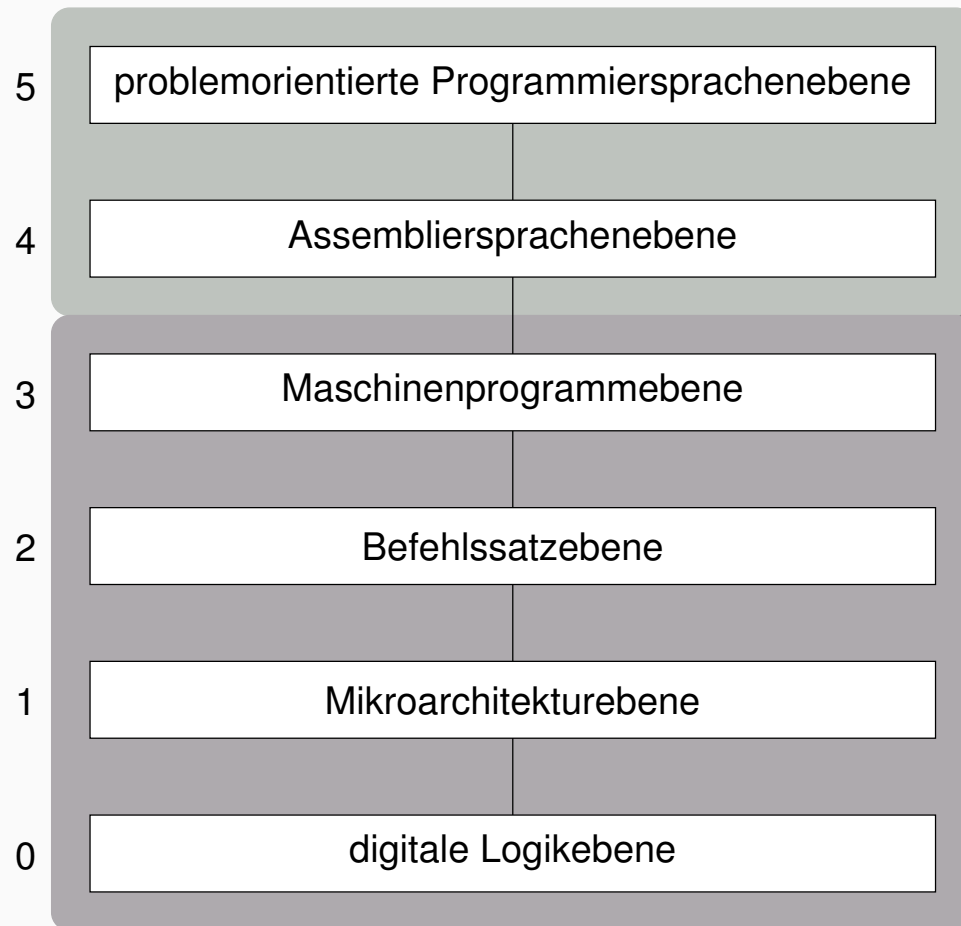 5 problemorientierte Programmiersprachenebene
4 Assembliersprachenebene
3 Maschinenprogrammebene
2 Befehlssatzebene
1 Mikroarchitekturebene
0 digitale Logikebene